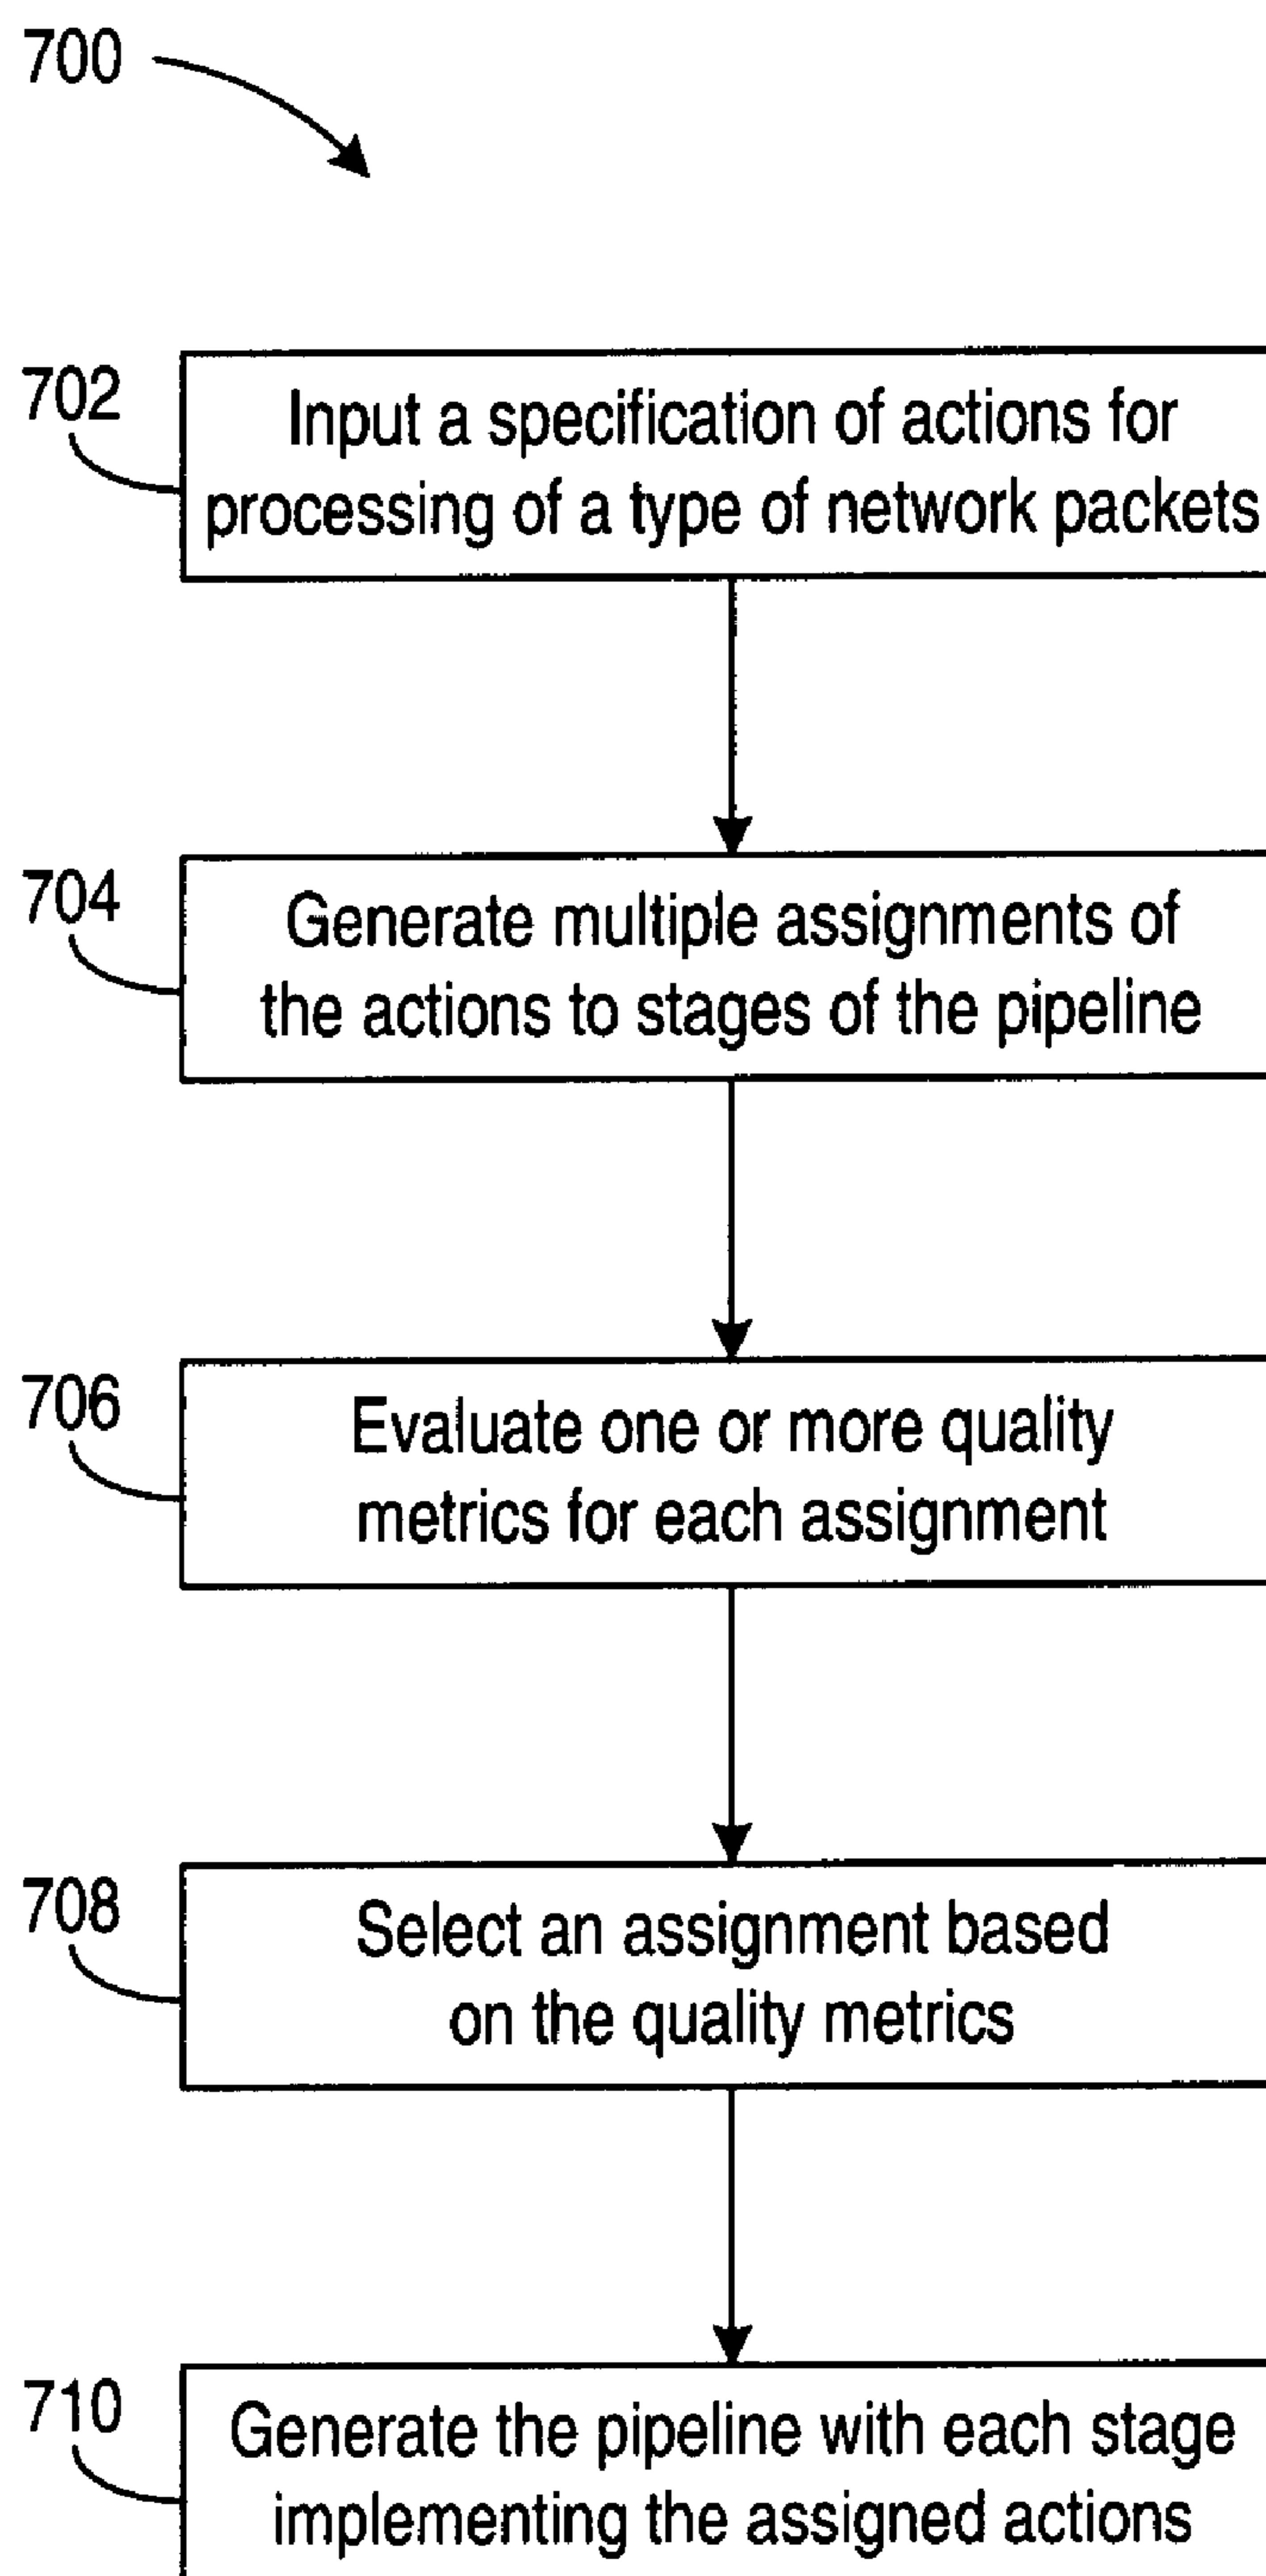 700
702
Input a specification of actions for
processing of a type of network packets
704
Generate multiple assignments of
the actions to stages of the pipeline
706
Evaluate one or more quality
metrics for each assignment
708
Select an assignment based
on the quality metrics
710
Generate the pipeline with each stage
implementing the assigned actions